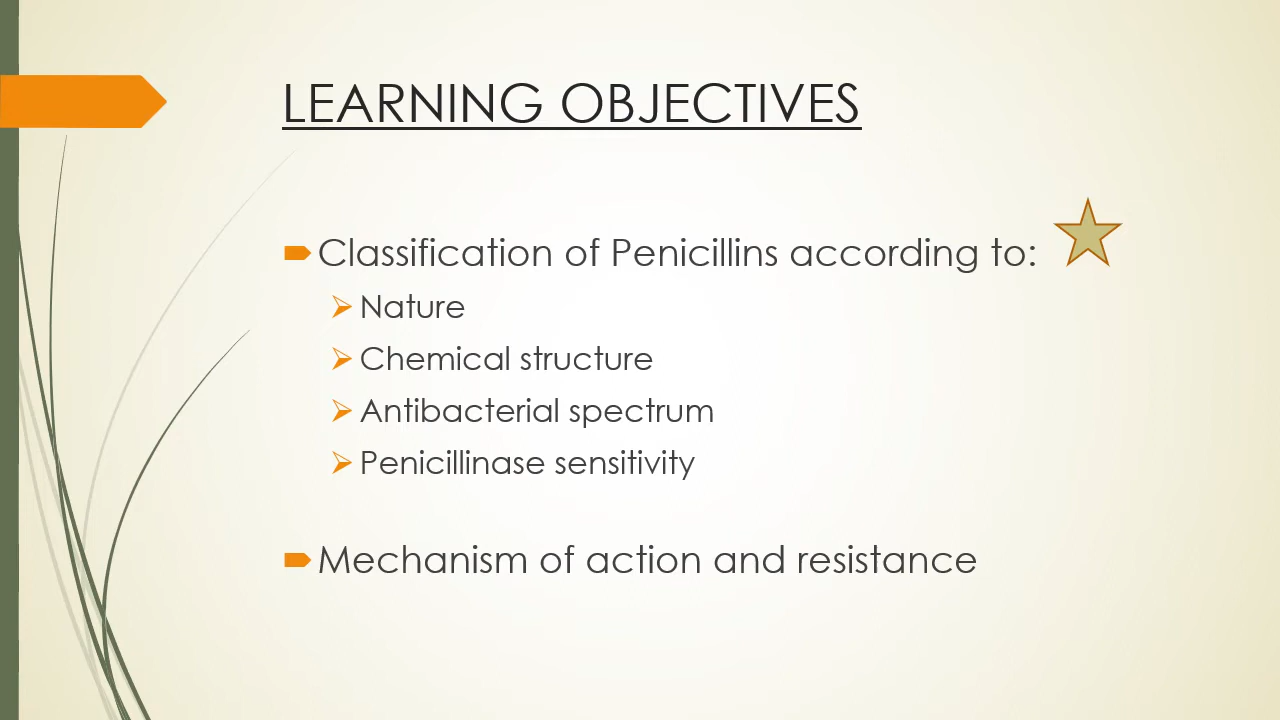 LEARNING OBJECTIVES
Classification of Penicillins according to:
Nature
Chemical structure
Antibacterial spectrum
Penicillinase sensitivity
Mechanism of action and resistance